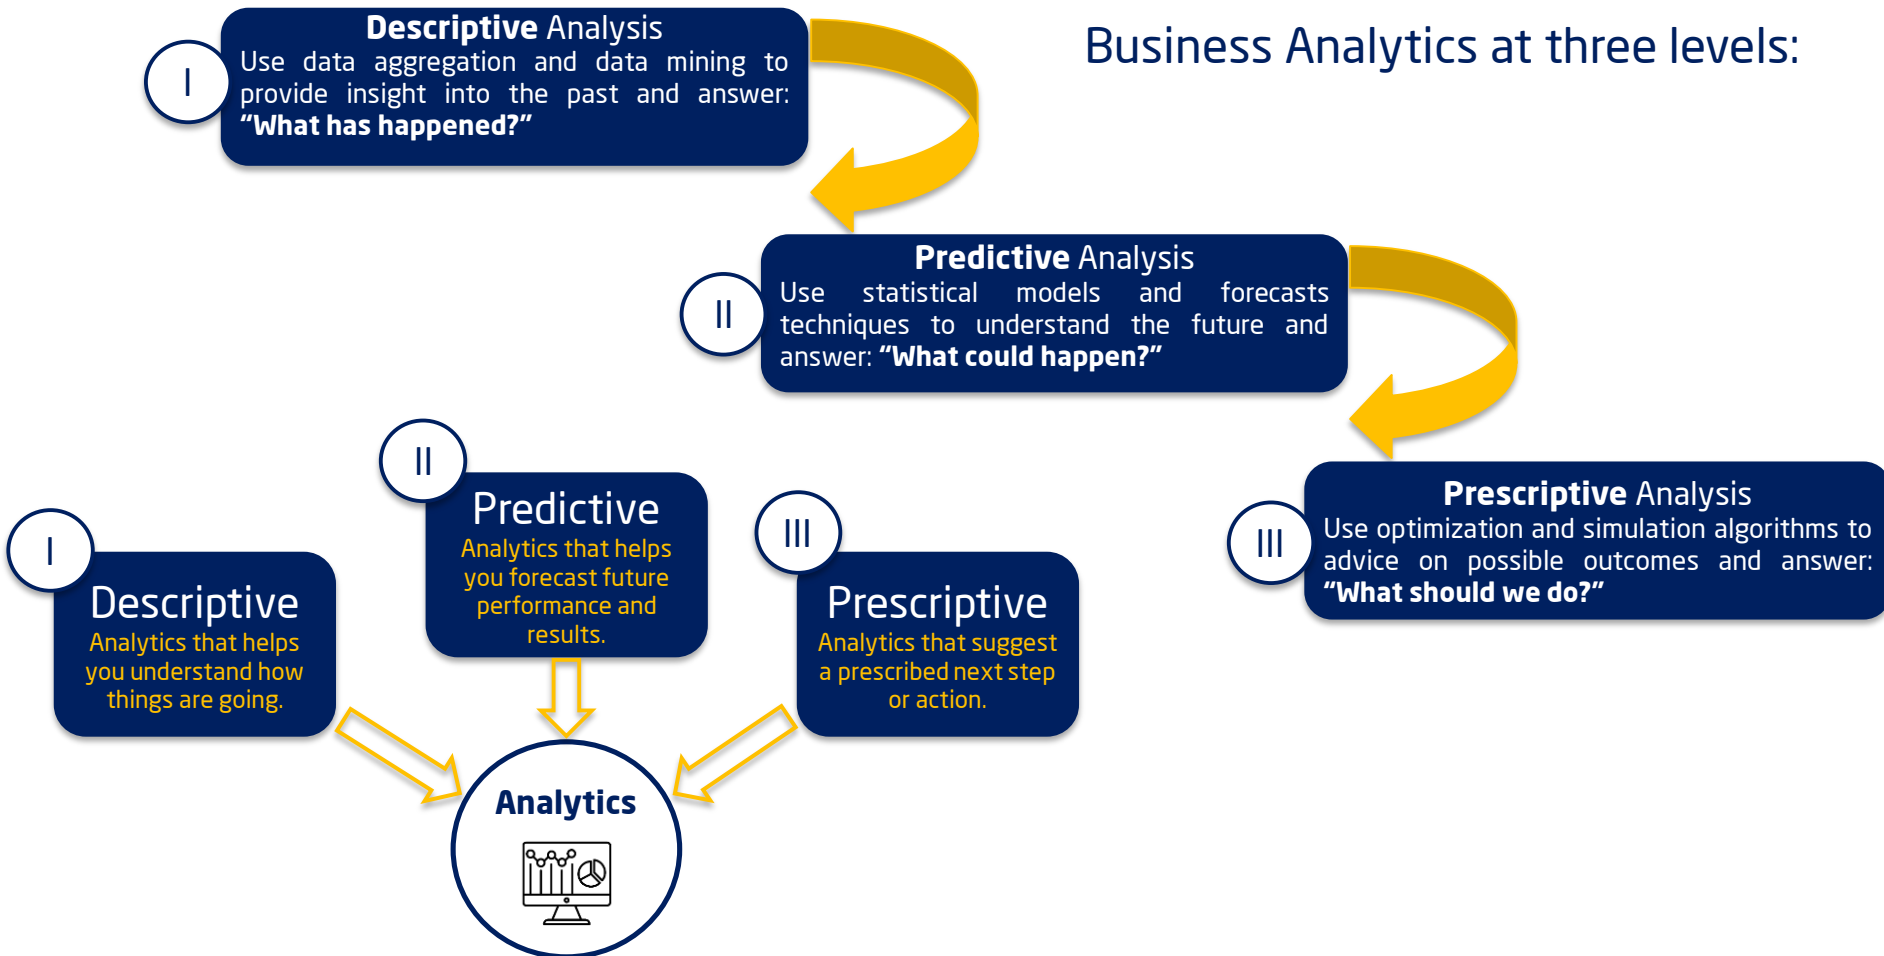 Business Analytics at three levels:
I
Descriptive Analysis
Use data aggregation and data mining to
provide insight into the past and answer:
“What has happened?”
II
Predictive Analysis
Use statistical models and forecasts
techniques to understand the future and
answer: “What could happen?”
III
Prescriptive Analysis
Use optimization and simulation algorithms to
advice on possible outcomes and answer:
“What should we do?”
I
Descriptive
Analytics that helps
you understand how
things are going.
II
Predictive
Analytics that helps
you forecast future
performance and
results.
III
Prescriptive
Analytics that suggest
a prescribed next step
or action.
Analytics